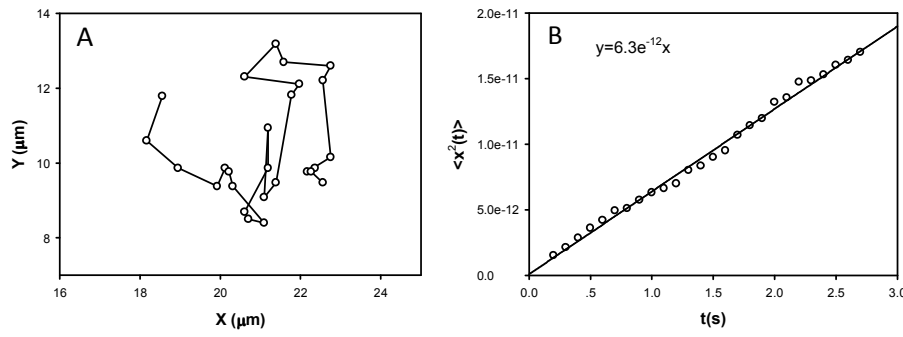 A
14
12
10
8
Y (μm)
16 18 20 22 24
X (μm)
B
y=6.3e⁻¹²x
2.0e-11
1.5e-11
1.0e-11
5.0e-12
0.0
<x²(t)>
0.0 .5 1.0 1.5 2.0 2.5 3.0
t(s)